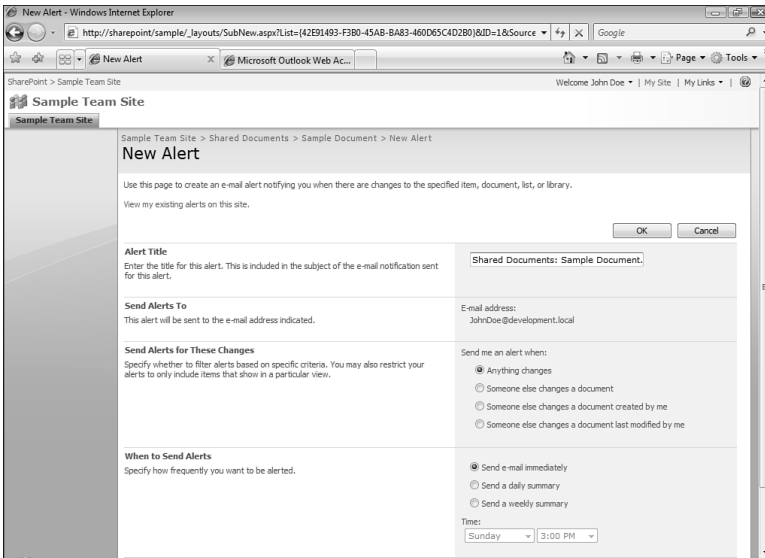 New Alert - Windows Internet Explorer
http://sharepoint/sample/_layouts/SubNew.aspx?List={42E91493-F3B0-45AB-BA83-460D65C4D2B0}&ID=1&Source
Google
New Alert
Microsoft Outlook Web Ac...
Page
Tools
SharePoint > Sample Team Site
Welcome John Doe
| My Site | My Links
|
Sample Team Site
Sample Team Site
Sample Team Site > Shared Documents > Sample Document > New Alert
New Alert
Use this page to create an e-mail alert notifying you when there are changes to the specified item, document, list, or library.
View my existing alerts on this site.
OK
Cancel
Alert Title
Enter the title for this alert. This is included in the subject of the e-mail notification sent
for this alert.
Shared Documents: Sample Document.
Send Alerts To
This alert will be sent to the e-mail address indicated.
E-mail address:
JohnDoe@development.local
Send Alerts for These Changes
Specify whether to filter alerts based on specific criteria. You may also restrict your
alerts to only include items that show in a particular view.
Send me an alert when:
Anything changes
Someone else changes a document
Someone else changes a document created by me
Someone else changes a document last modified by me
When to Send Alerts
Specify how frequently you want to be alerted.
Send e-mail immediately
Send a daily summary
Send a weekly summary
Time:
Sunday
3:00 PM